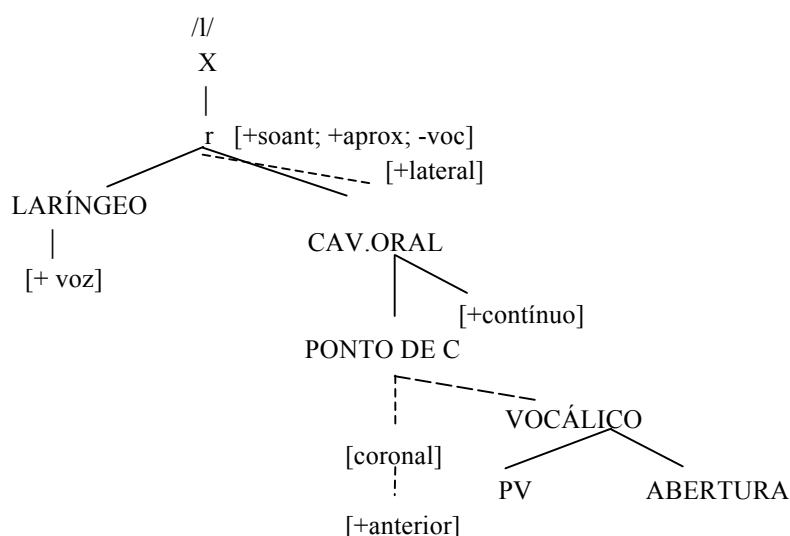 /l/
X
r [+soant; +aprox; -voc]
[+lateral]
LARÍNGEO
[+ voz]
CAV.ORAL
[+contínuo]
PONTO DE C
VOCÁLICO
[coronal]
PV ABERTURA
[+anterior]